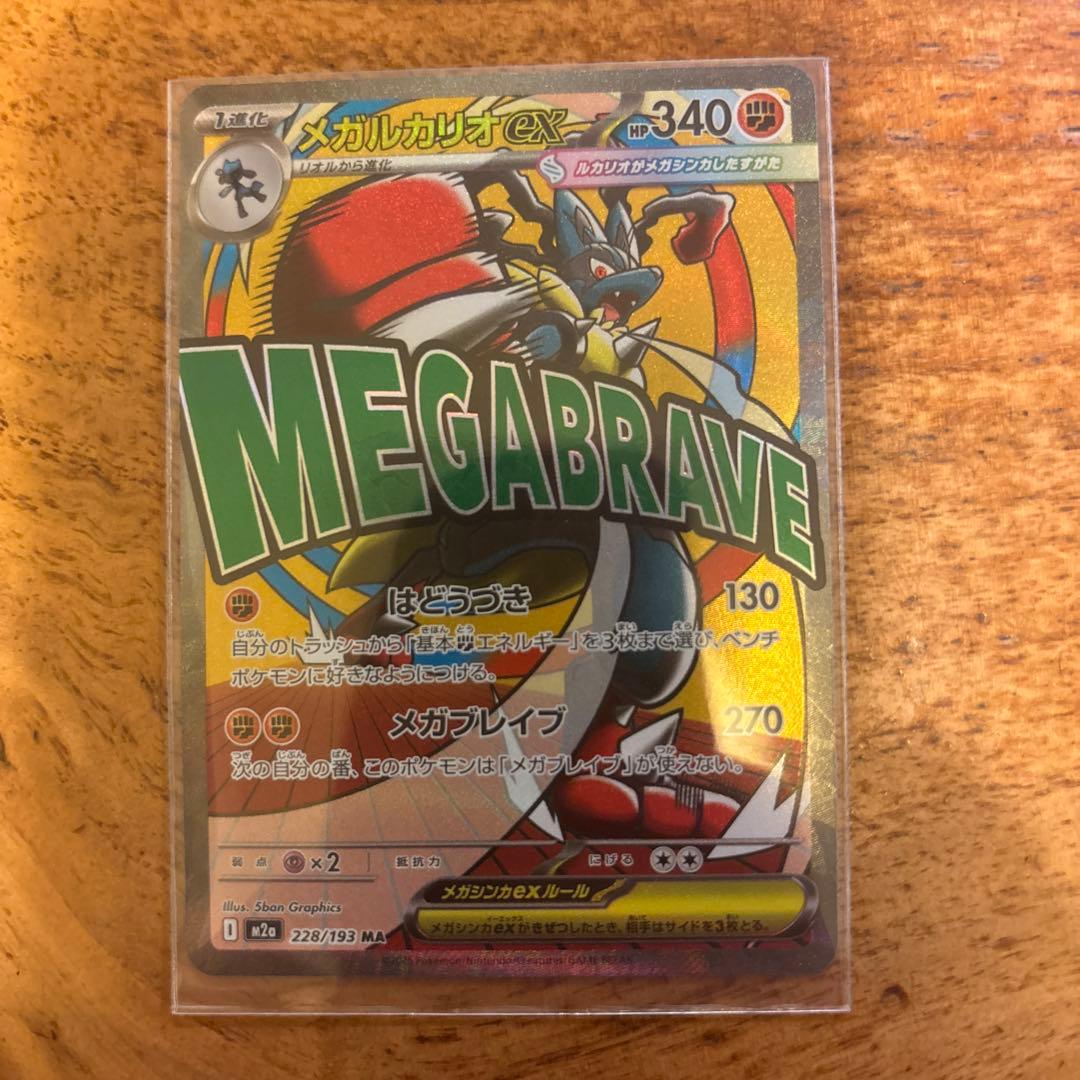 1進化
メガルカリオex
HP340
リオルから進化
ルカリオがメガシンカしたすがた
MEGABRAVE
はどうづき 130
自分のトラッシュから「基本エネルギー」を3枚まで選び、ベンチ
ポケモンに好きなようにつける。
メガブレイブ 270
次の自分の番、このポケモンは「メガブレイブ」が使えない。
弱点 ×2 抵抗力 にげる
メガシンカexルール
メガシンカexがきぜつしたとき、相手はサイドを3枚とる。
Illus. 5ban Graphics
I m2a 228/193 MA
©2025 Pokémon/Nintendo/Creatures/GAME FREAK